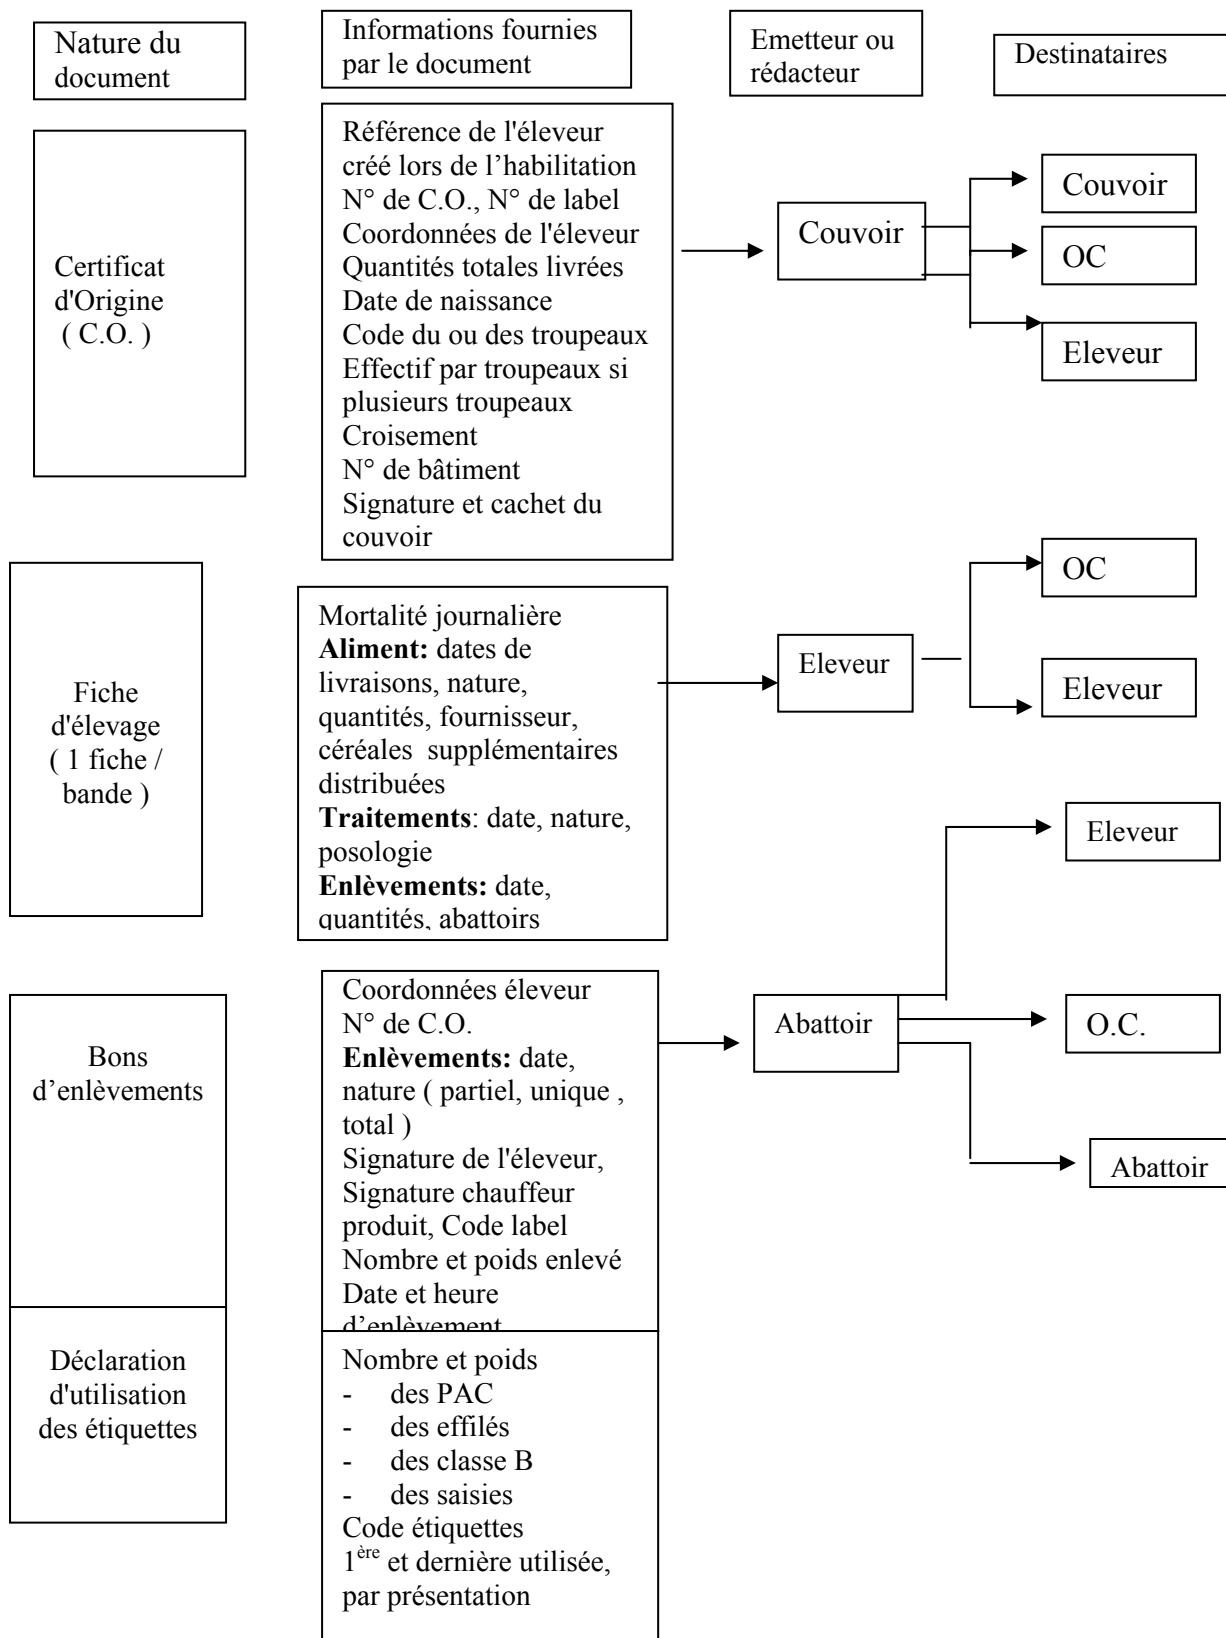 Nature du
document
Informations fournies
par le document
Emetteur ou
rédacteur
Destinataires
Certificat
d'Origine
( C.O. )
Référence de l'éleveur
créé lors de l’habilitation
N° de C.O., N° de label
Coordonnées de l'éleveur
Quantités totales livrées
Date de naissance
Code du ou des troupeaux
Effectif par troupeaux si
plusieurs troupeaux
Croisement
N° de bâtiment
Signature et cachet du
couvoir
Couvoir
Couvoir
OC
Eleveur
Fiche
d'élevage
( 1 fiche /
bande )
Mortalité journalière
Aliment: dates de
livraisons, nature,
quantités, fournisseur,
céréales supplémentaires
distribuées
Traitements: date, nature,
posologie
Enlèvements: date,
quantités, abattoirs
Eleveur
OC
Eleveur
Bons
d’enlèvements
Coordonnées éleveur
N° de C.O.
Enlèvements: date,
nature ( partiel, unique ,
total )
Signature de l'éleveur,
Signature chauffeur
produit, Code label
Nombre et poids enlevé
Date et heure
d’enlèvement
Abattoir
Eleveur
O.C.
Abattoir
Déclaration
d'utilisation
des étiquettes
Nombre et poids
- des PAC
- des effilés
- des classe B
- des saisies
Code étiquettes
1ère et dernière utilisée,
par présentation